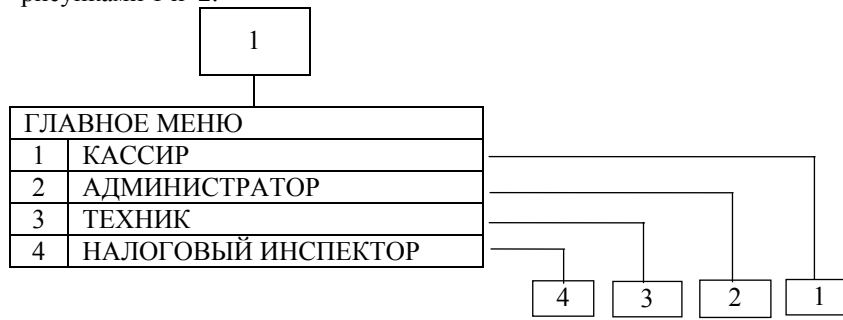 рисунками 1 и 2.
1
ГЛАВНОЕ МЕНЮ
1 КАССИР
2 АДМИНИСТРАТОР
3 ТЕХНИК
4 НАЛОГОВЫЙ ИНСПЕКТОР
4 3 2 1